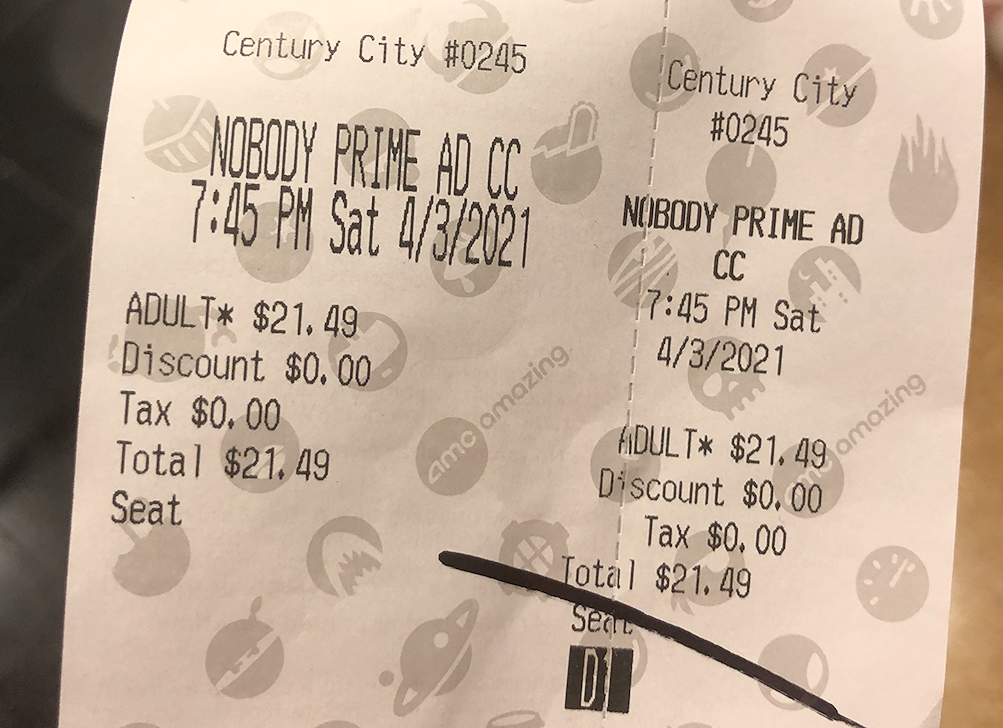 Century City #0245
NOBODY PRIME AD CC
7:45 PM Sat 4/3/2021
ADULT* $21.49
Discount $0.00
Tax $0.00
Total $21.49
Seat
amc amazing
Century City
#0245
NOBODY PRIME AD
CC
7:45 PM Sat
4/3/2021
ADULT* $21.49
Discount $0.00
Tax $0.00
Total $21.49
Seat
amc amazing